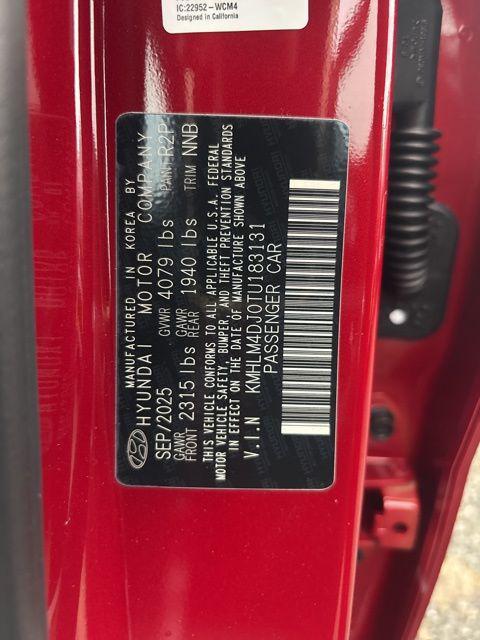 IC:22952-WCM4
Designed in California
MANUFACTURED IN KOREA BY
HYUNDAI MOTOR COMPANY
SEP/2025 GVWR 4079 lbs PAINT R2P
GAWR FRONT 2315 lbs GAWR REAR 1940 lbs TRIM NNB
THIS VEHICLE CONFORMS TO ALL APPLICABLE U.S.A. FEDERAL
MOTOR VEHICLE SAFETY, BUMPER, AND THEFT PREVENTION STANDARDS
IN EFFECT ON THE DATE OF MANUFACTURE SHOWN ABOVE
V.I.N KMHLM4DJ0TU183131
PASSENGER CAR